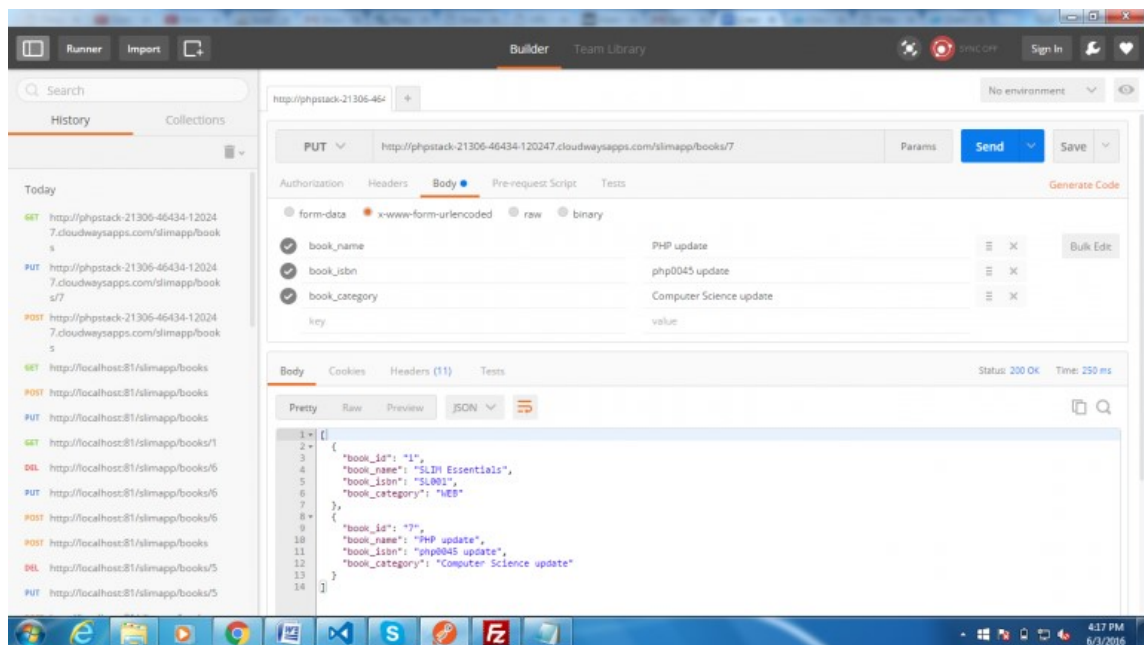 Runner Import Builder Team Library SYNC OFF Sign In
Search
History Collections
Today
GET http://phpstack-21306-46434-12024
7.cloudwaysapps.com/slimapp/book
s
PUT http://phpstack-21306-46434-12024
7.cloudwaysapps.com/slimapp/book
s/7
POST http://phpstack-21306-46434-12024
7.cloudwaysapps.com/slimapp/book
s
GET http://localhost:81/slimapp/books
POST http://localhost:81/slimapp/books
PUT http://localhost:81/slimapp/books
GET http://localhost:81/slimapp/books/1
DEL http://localhost:81/slimapp/books/6
PUT http://localhost:81/slimapp/books/6
POST http://localhost:81/slimapp/books/6
POST http://localhost:81/slimapp/books
DEL http://localhost:81/slimapp/books/5
PUT http://localhost:81/slimapp/books/5
http://phpstack-21306-464 +
No environment
PUT http://phpstack-21306-46434-120247.cloudwaysapps.com/slimapp/books/7 Params Send Save
Authorization Headers Body Pre-request Script Tests Generate Code
form-data x-www-form-urlencoded raw binary
book_name PHP update Bulk Edit
book_isbn php0045 update
book_category Computer Science update
key value
Body Cookies Headers (11) Tests Status: 200 OK Time: 250 ms
Pretty Raw Preview JSON
1 [
2 {
3 "book_id": "1",
4 "book_name": "SLIM Essentials",
5 "book_isbn": "SL001",
6 "book_category": "WEB"
7 },
8 {
9 "book_id": "7",
10 "book_name": "PHP update",
11 "book_isbn": "php0045 update",
12 "book_category": "Computer Science update"
13 }
14 ]
4:17 PM
6/3/2016